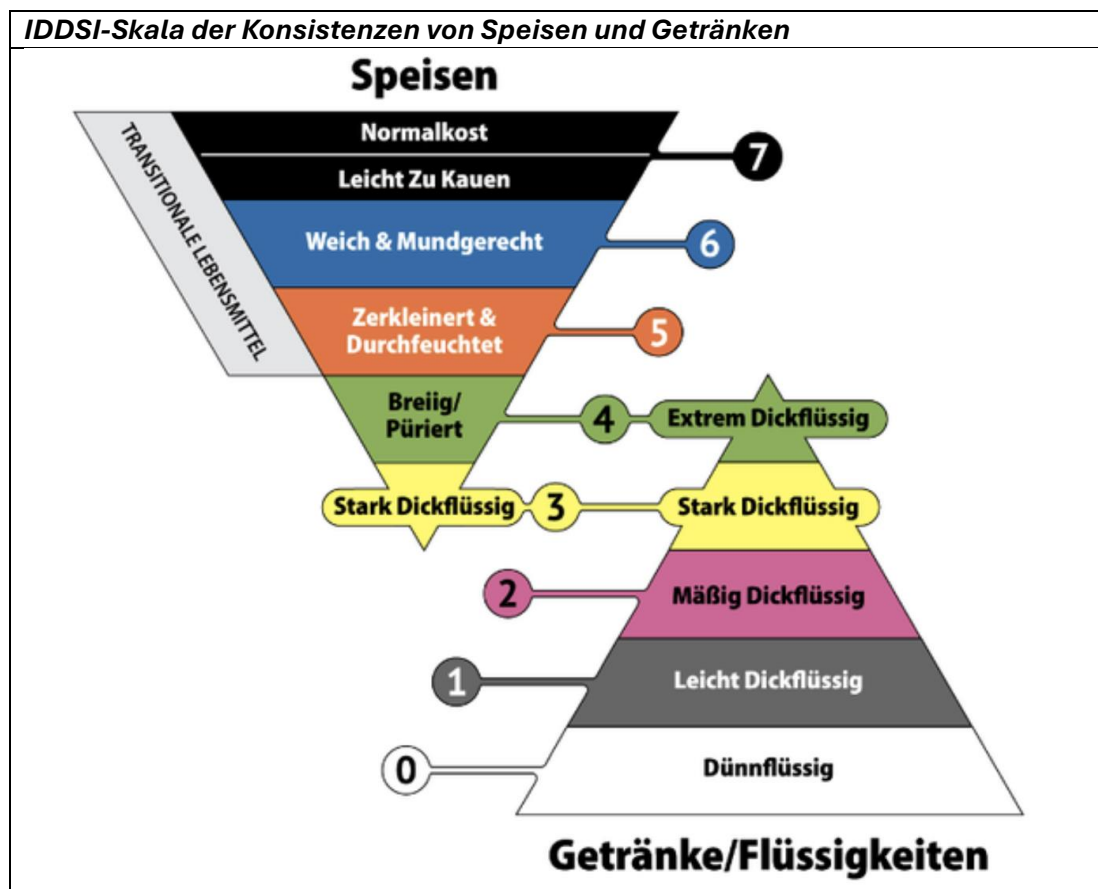 IDDSI-Skala der Konsistenzen von Speisen und Getränken
Speisen
TRANSITIONALE LEBENSMITTEL
Normalkost
Leicht Zu Kauen
7
Weich & Mundgerecht
6
Zerkleinert &
Durchfeuchtet
5
Breiig/
Püriert
4
Extrem Dickflüssig
Stark Dickflüssig
3
Stark Dickflüssig
2
Mäßig Dickflüssig
1
Leicht Dickflüssig
0
Dünnflüssig
Getränke/Flüssigkeiten